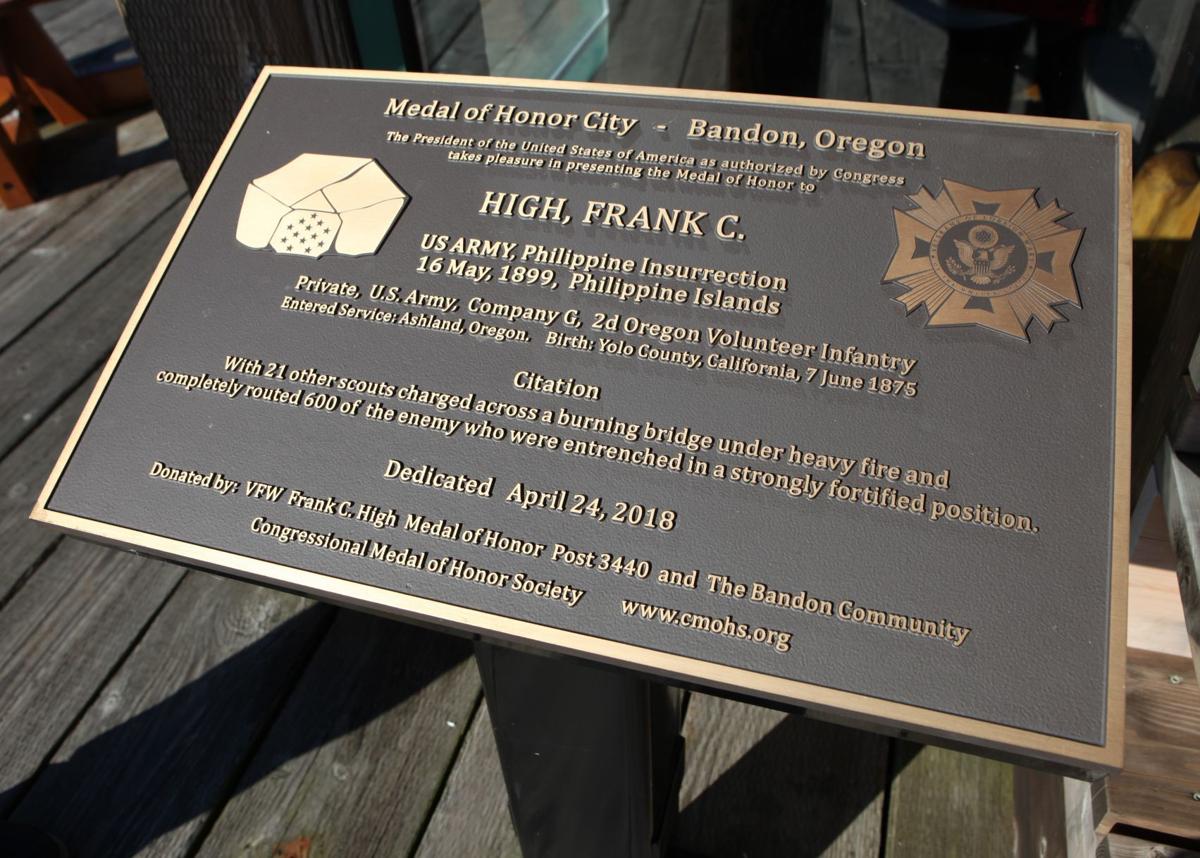 Medal of Honor City - Bandon, Oregon
The President of the United States of America as authorized by Congress
takes pleasure in presenting the Medal of Honor to
HIGH, FRANK C.
US ARMY, Philippine Insurrection
16 May, 1899, Philippine Islands
Private, U.S. Army, Company G, 2d Oregon Volunteer Infantry
Entered Service: Ashland, Oregon. Birth: Yolo County, California, 7 June 1875
Citation
With 21 other scouts charged across a burning bridge under heavy fire and
completely routed 600 of the enemy who were entrenched in a strongly fortified position.
Dedicated April 24, 2018
Donated by: VFW Frank C. High Medal of Honor Post 3440 and The Bandon Community
Congressional Medal of Honor Society www.cmohs.org